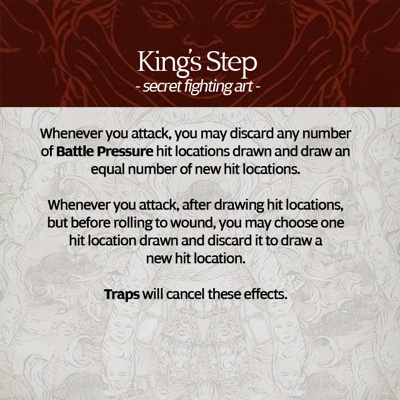 King's Step
- secret fighting art -
Whenever you attack, you may discard any number
of Battle Pressure hit locations drawn and draw an
equal number of new hit locations.
Whenever you attack, after drawing hit locations,
but before rolling to wound, you may choose one
hit location drawn and discard it to draw a
new hit location.
Traps will cancel these effects.